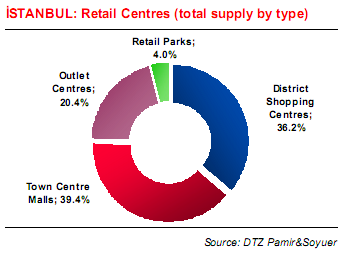 İSTANBUL: Retail Centres (total supply by type)
Retail Parks;
4.0%
Outlet
Centres;
20.4%
District
Shopping
Centres;
36.2%
Town Centre
Malls; 39.4%
Source: DTZ Pamir&Soyuer